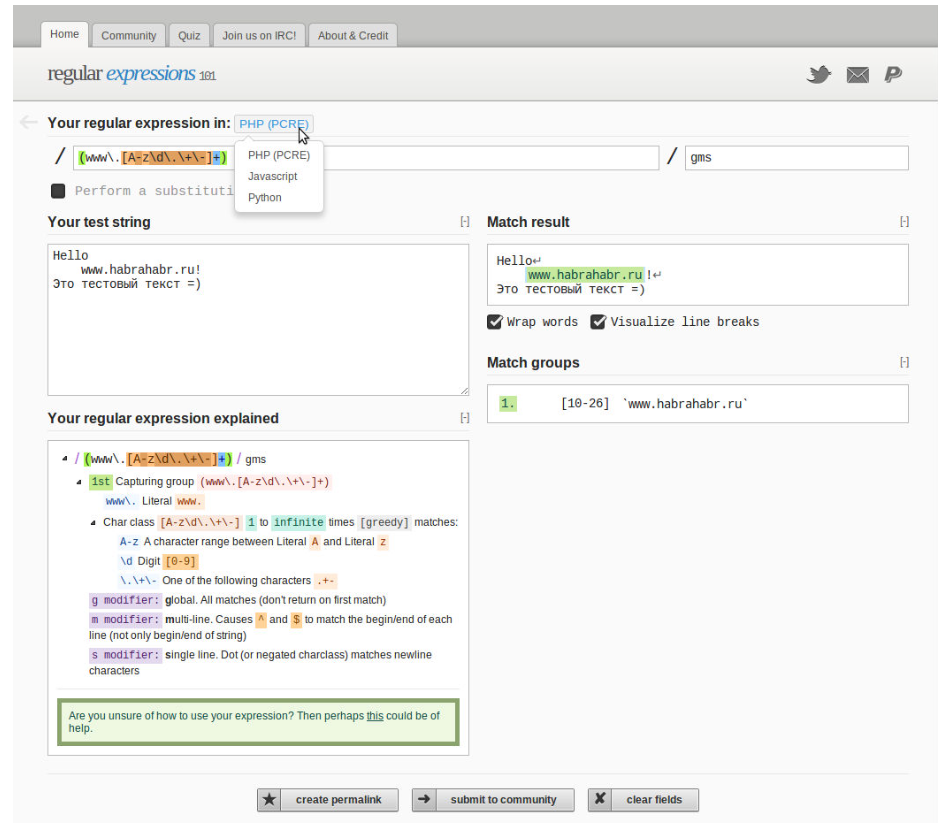 Home Community Quiz Join us on IRC! About & Credit
regular expressions 101
Your regular expression in: PHP (PCRE)
/ (www\.[A-z\d\.\+\-]+) / gms
PHP (PCRE)
Javascript
Python
Perform a substituti
Your test string [-]
Hello
www.habrahabr.ru!
Это тестовый текст =)
Match result [-]
Hello↵
www.habrahabr.ru!↵
Это тестовый текст =)
Wrap words Visualize line breaks
Match groups [-]
1. [10-26] `www.habrahabr.ru`
Your regular expression explained [-]
/ (www\.[A-z\d\.\+\-]+) / gms
1st Capturing group (www\.[A-z\d\.\+\-]+)
www\. Literal www.
Char class [A-z\d\.\+\-] 1 to infinite times [greedy] matches:
A-z A character range between Literal A and Literal z
\d Digit [0-9]
\.\+\- One of the following characters .+-
g modifier: global. All matches (don't return on first match)
m modifier: multi-line. Causes ^ and $ to match the begin/end of each
line (not only begin/end of string)
s modifier: single line. Dot (or negated charclass) matches newline
characters
Are you unsure of how to use your expression? Then perhaps this could be of
help.
create permalink submit to community clear fields